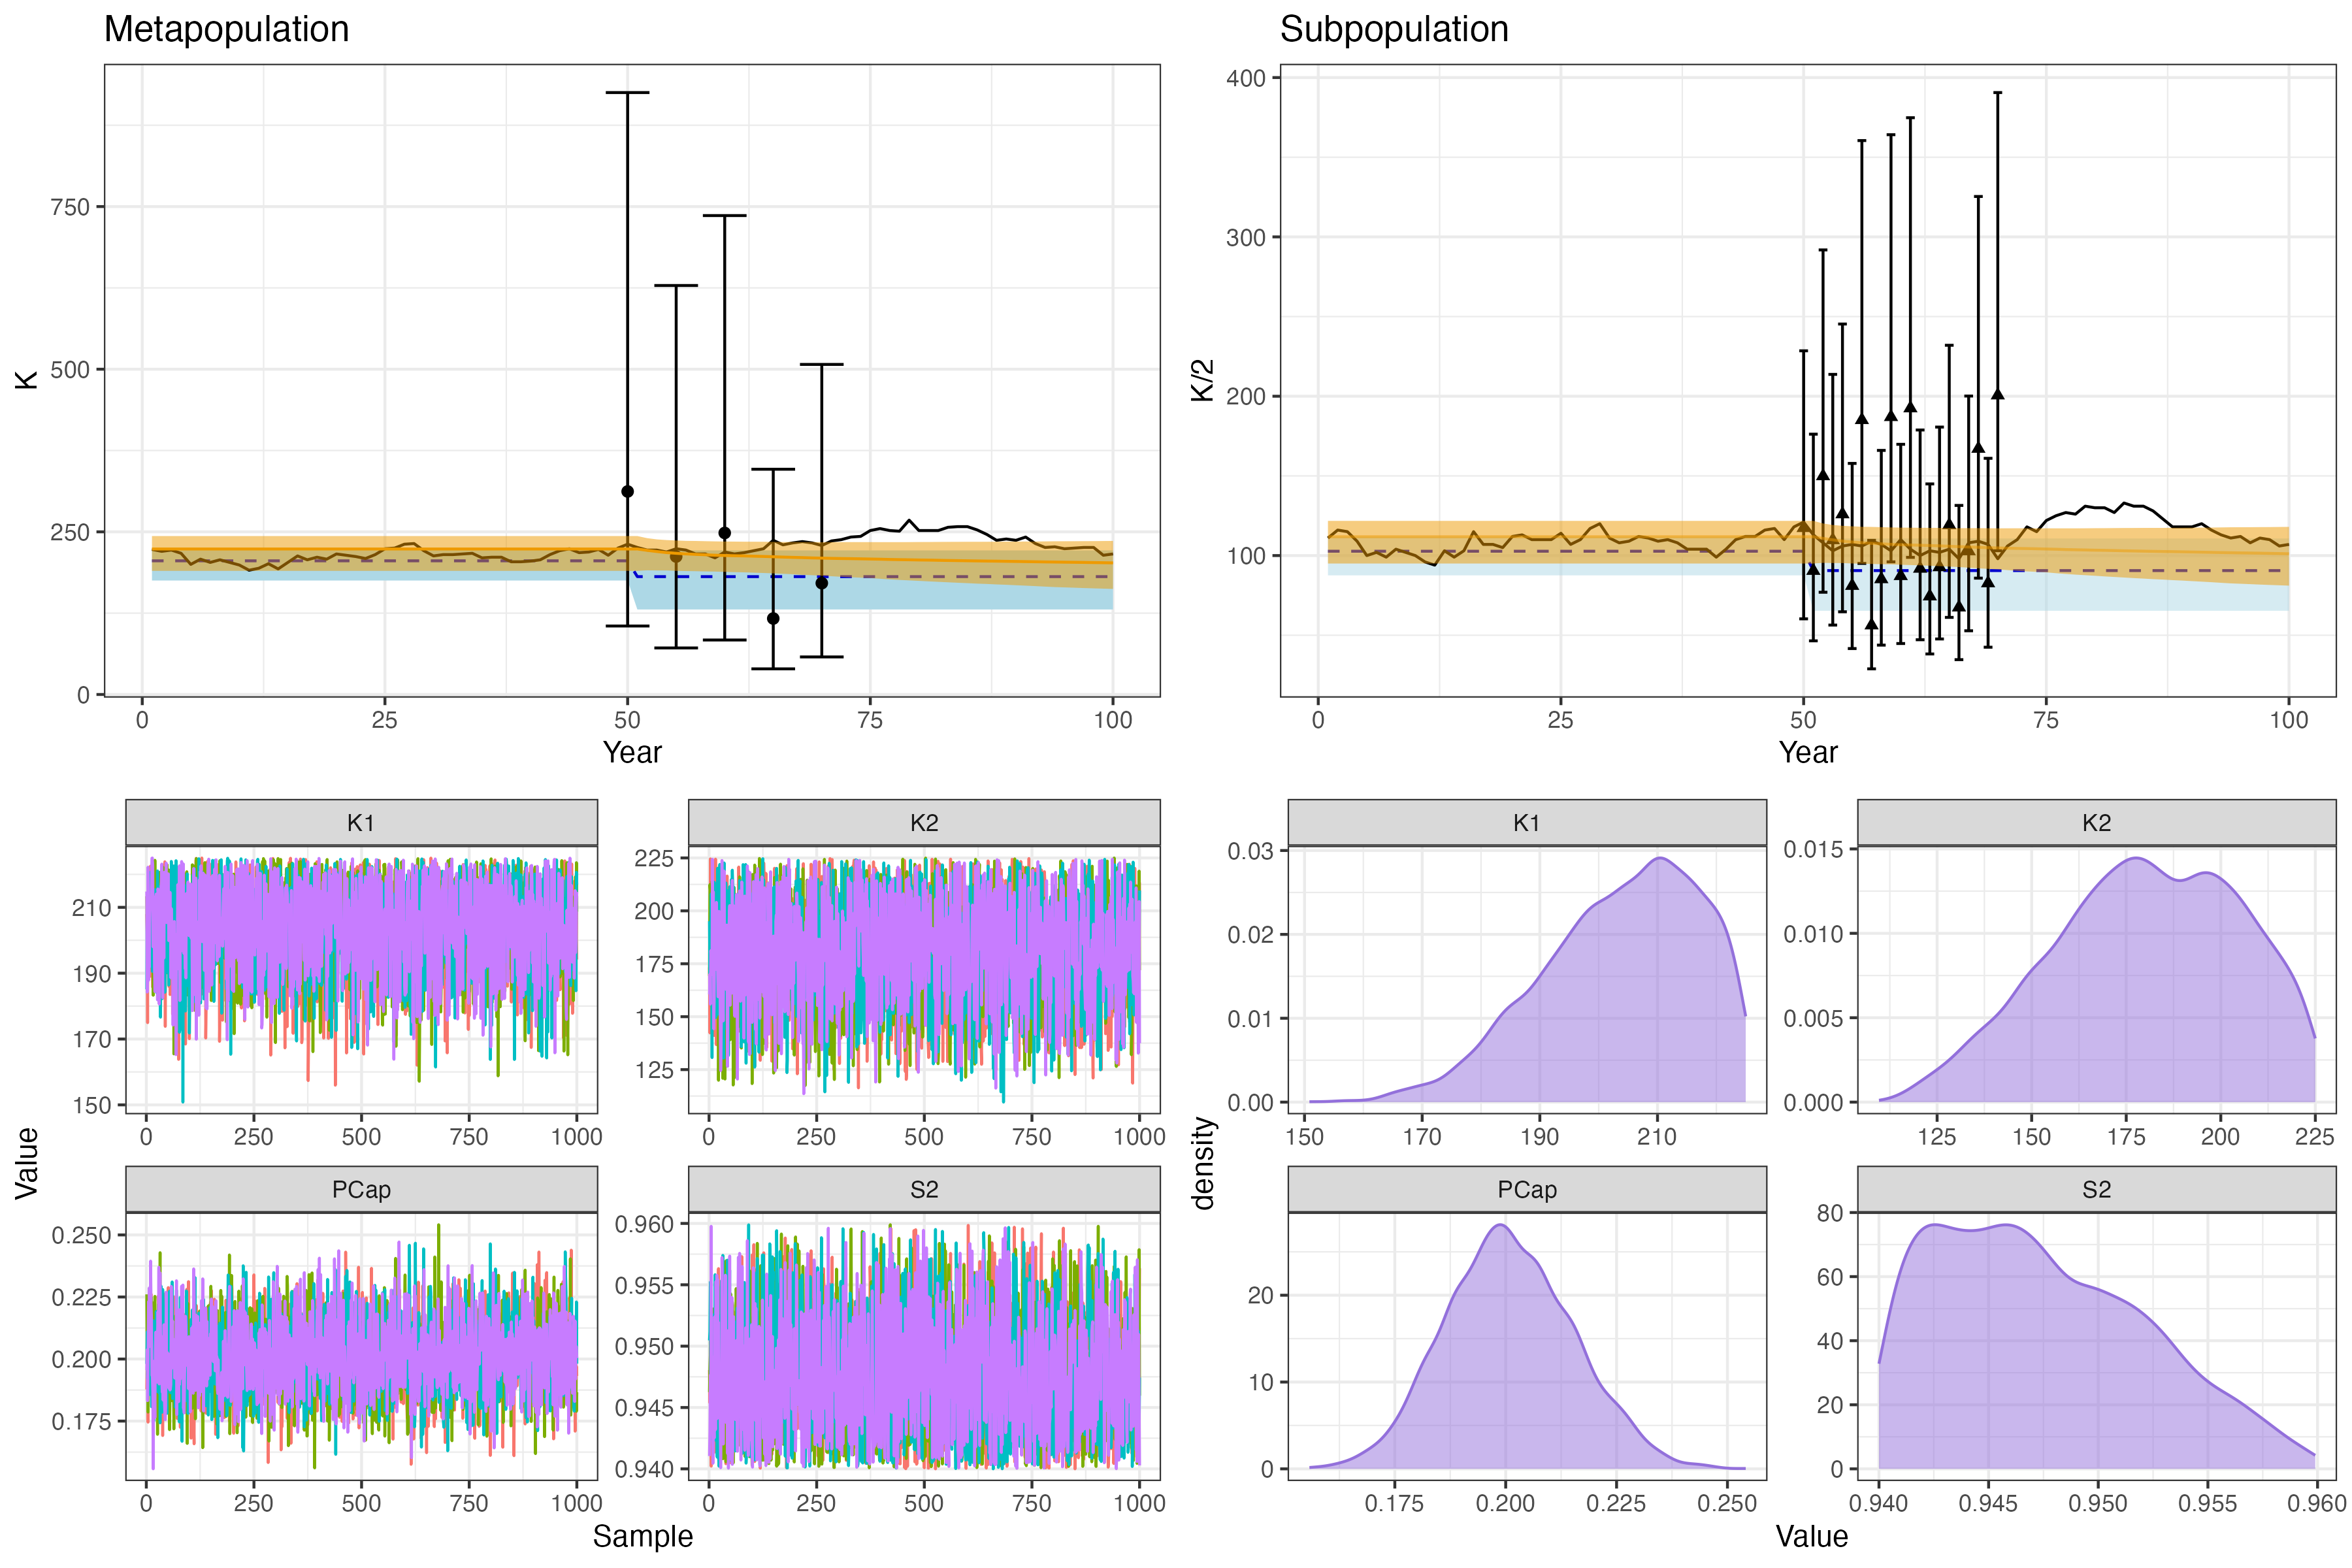 Metapopulation
K
750
500
250
0
0 25 50 75 100
Year
Subpopulation
K/2
400
300
200
100
0 25 50 75 100
Year
Value
K1
210
190
170
150
0 250 500 750 1000
K2
225
200
175
150
125
0 250 500 750 1000
PCap
0.250
0.225
0.200
0.175
0 250 500 750 1000
S2
0.960
0.955
0.950
0.945
0.940
0 250 500 750 1000
Sample
density
K1
0.03
0.02
0.01
0.00
150 170 190 210
K2
0.015
0.010
0.005
0.000
125 150 175 200 225
PCap
20
10
0
0.175 0.200 0.225 0.250
S2
80
60
40
20
0
0.940 0.945 0.950 0.955 0.960
Value